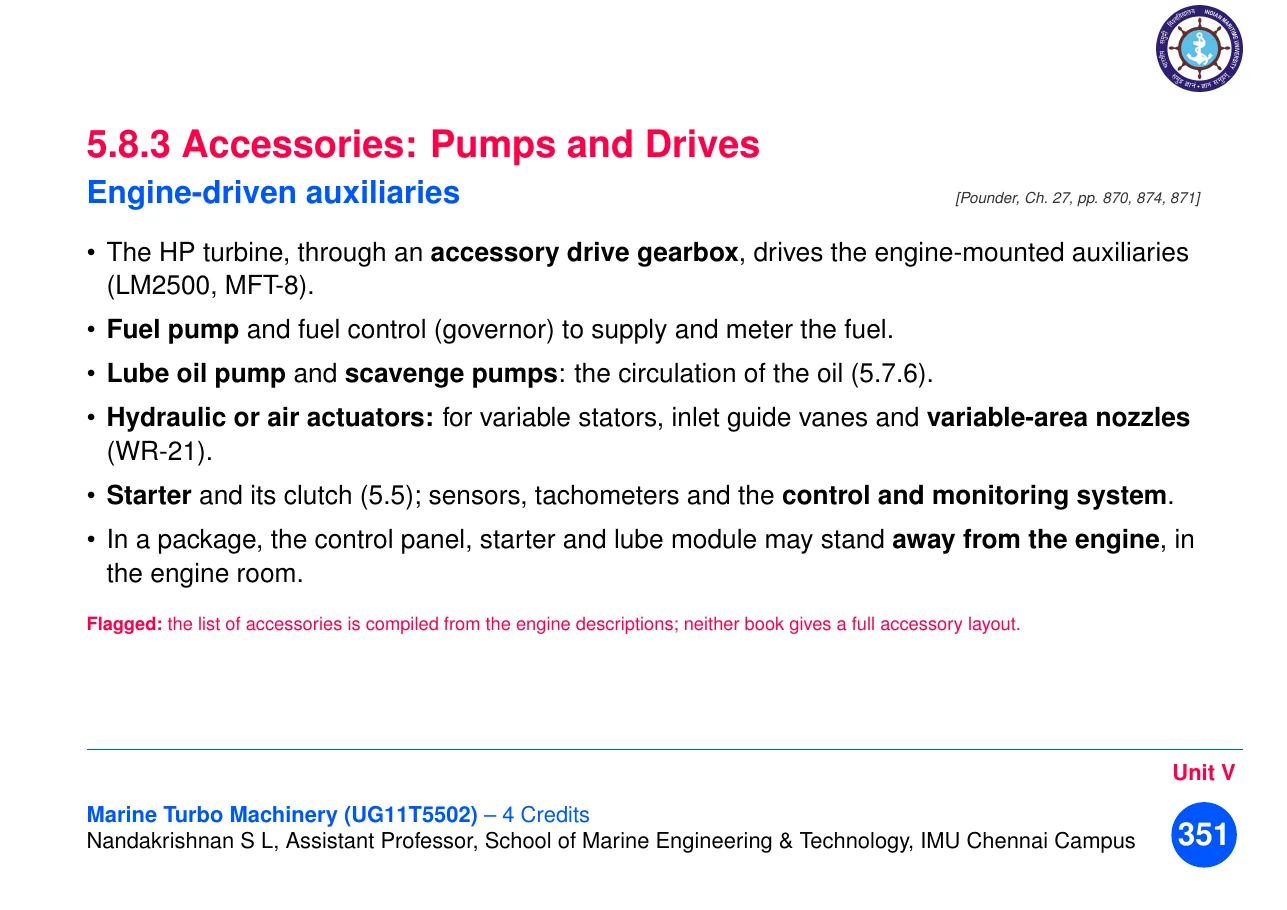 INDIAN MARITIME UNIVERSITY
5.8.3 Accessories: Pumps and Drives
Engine-driven auxiliaries
[Pounder, Ch. 27, pp. 870, 874, 871]
• The HP turbine, through an accessory drive gearbox, drives the engine-mounted auxiliaries
(LM2500, MFT-8).
• Fuel pump and fuel control (governor) to supply and meter the fuel.
• Lube oil pump and scavenge pumps: the circulation of the oil (5.7.6).
• Hydraulic or air actuators: for variable stators, inlet guide vanes and variable-area nozzles
(WR-21).
• Starter and its clutch (5.5); sensors, tachometers and the control and monitoring system.
• In a package, the control panel, starter and lube module may stand away from the engine, in
the engine room.
Flagged: the list of accessories is compiled from the engine descriptions; neither book gives a full accessory layout.
Unit V
Marine Turbo Machinery (UG11T5502) – 4 Credits
Nandakrishnan S L, Assistant Professor, School of Marine Engineering & Technology, IMU Chennai Campus
351